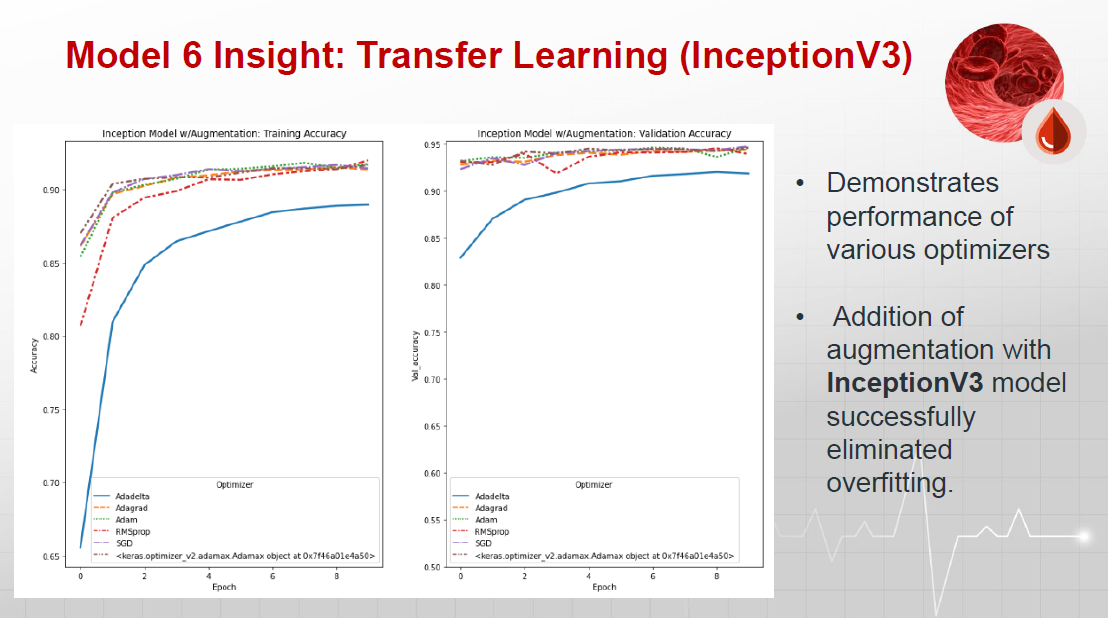 Model 6 Insight: Transfer Learning (InceptionV3)
Inception Model w/Augmentation: Training Accuracy
Accuracy
0.90
0.85
0.80
0.75
0.70
0.65
Optimizer
Adadelta
Adagrad
Adam
RMSprop
SGD
<keras.optimizer_v2.adamax.Adamax object at 0x7f46a01e4a50>
0 2 4 6 8
Epoch
Inception Model w/Augmentation: Validation Accuracy
Val_accuracy
0.95
0.90
0.85
0.80
0.75
0.70
0.65
0.60
0.55
0.50
Optimizer
Adadelta
Adagrad
Adam
RMSprop
SGD
<keras.optimizer_v2.adamax.Adamax object at 0x7f46a01e4a50>
0 2 4 6 8
Epoch
• Demonstrates
performance of
various optimizers
• Addition of
augmentation with
InceptionV3 model
successfully
eliminated
overfitting.